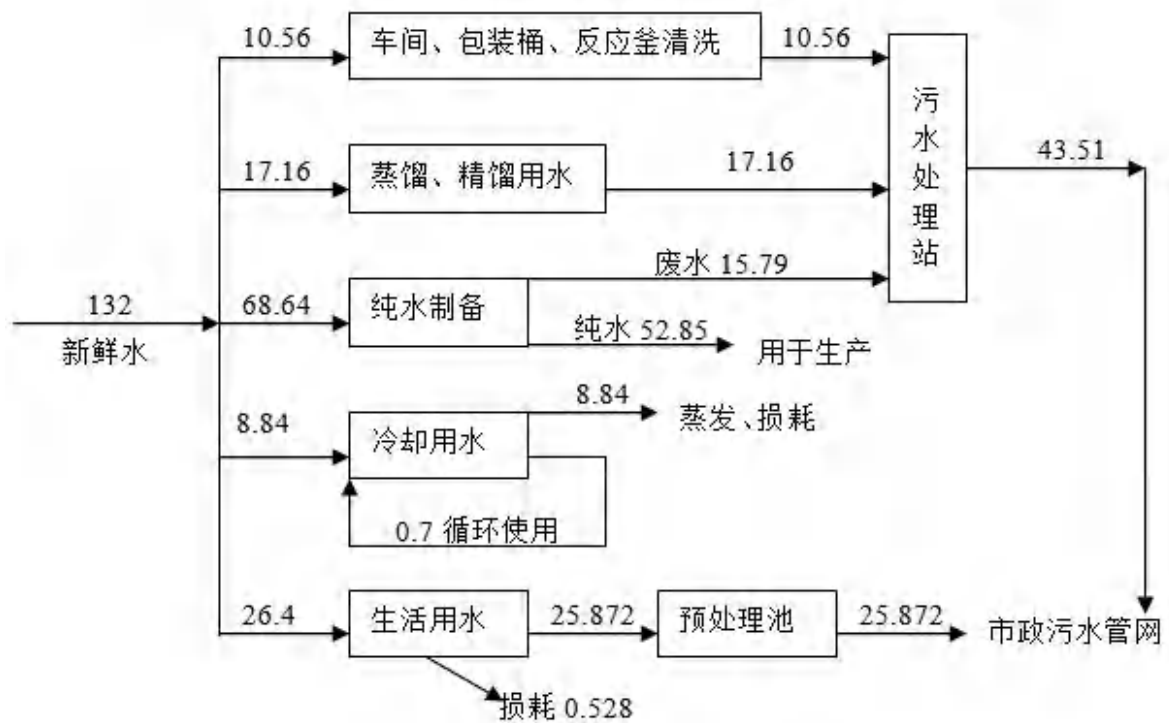 10.56
车间、包装桶、反应釜清洗
10.56
污水处理站
17.16
蒸馏、精馏用水
17.16
43.51
废水 15.79
132
新鲜水
68.64
纯水制备
纯水 52.85
用于生产
8.84
冷却用水
8.84
蒸发、损耗
0.7 循环使用
26.4
生活用水
25.872
预处理池
25.872
市政污水管网
损耗 0.528